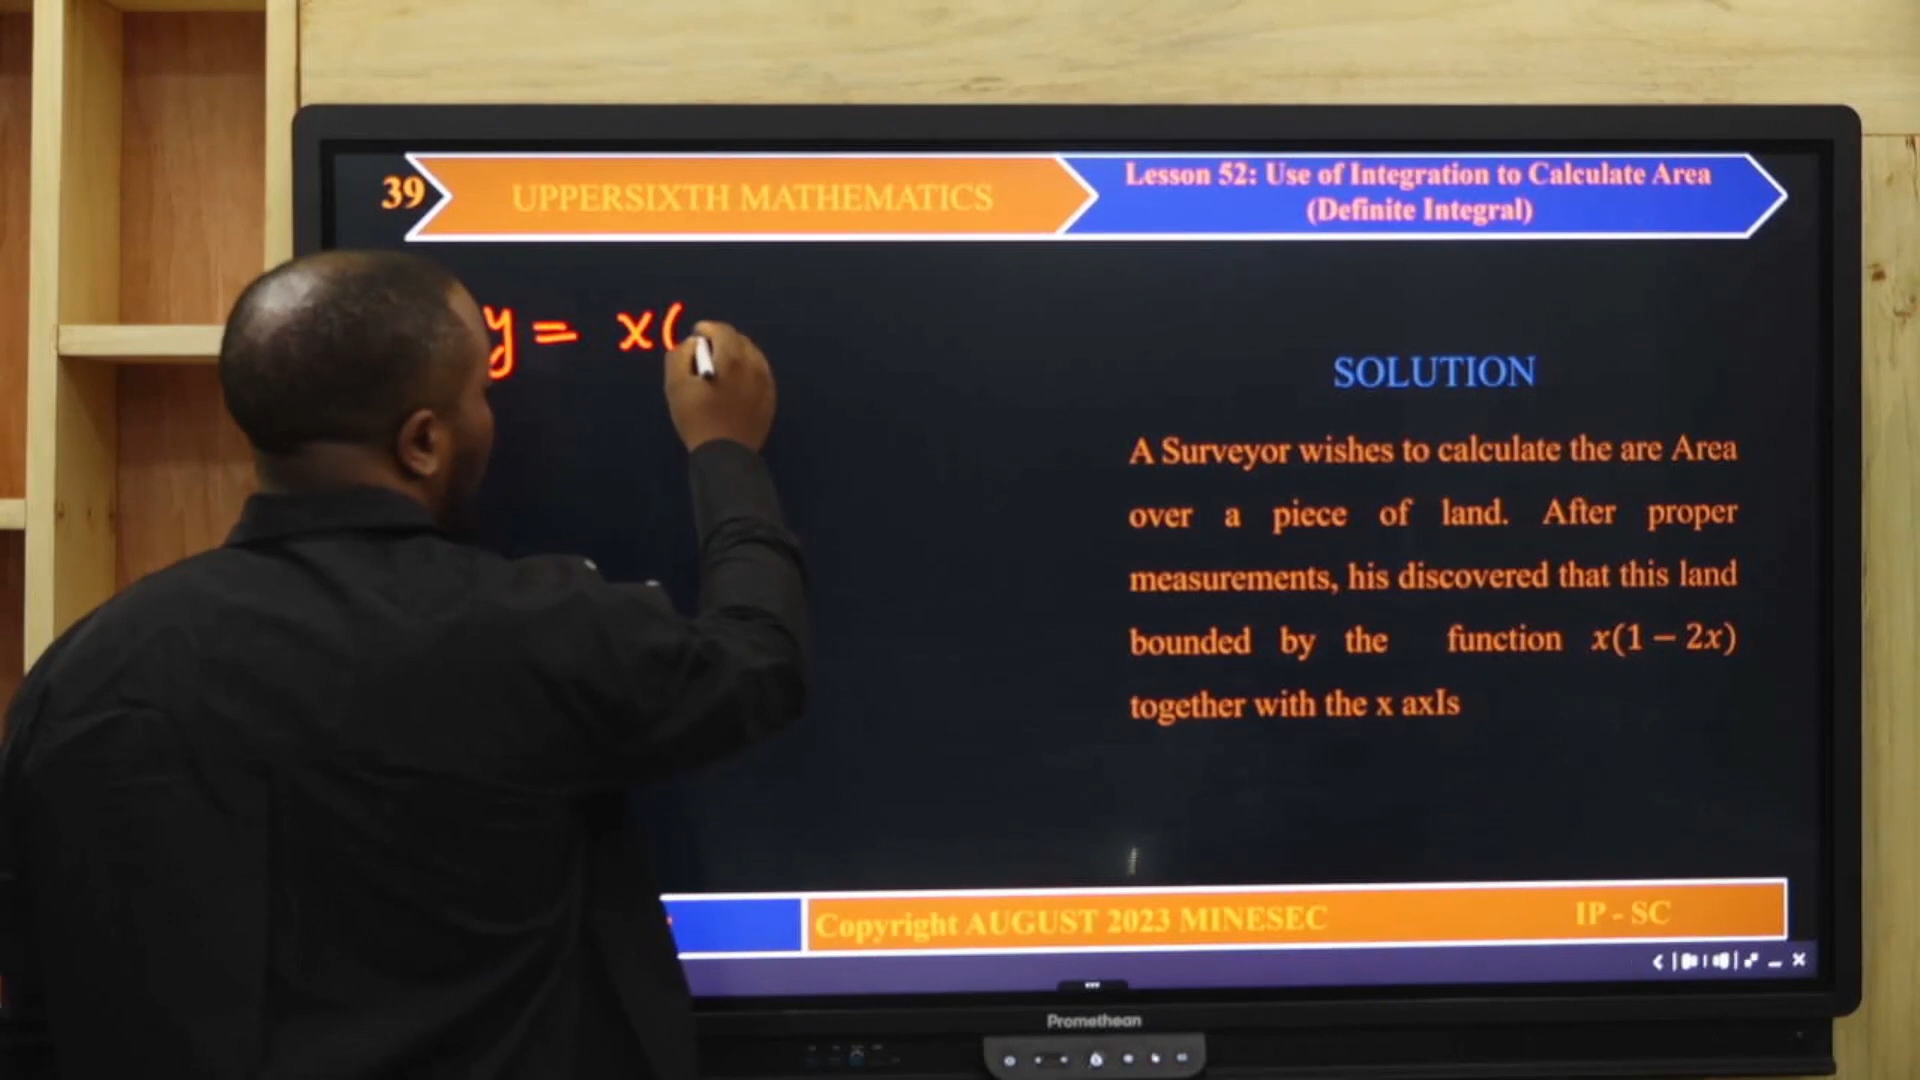 39
UPPERSIXTH MATHEMATICS
Lesson 52: Use of Integration to Calculate Area
(Definite Integral)
y = x(
SOLUTION
A Surveyor wishes to calculate the are Area
over a piece of land. After proper
measurements, his discovered that this land
bounded by the function x(1 − 2x)
together with the x axIs
Copyright AUGUST 2023 MINESEC
IP - SC
Promethean